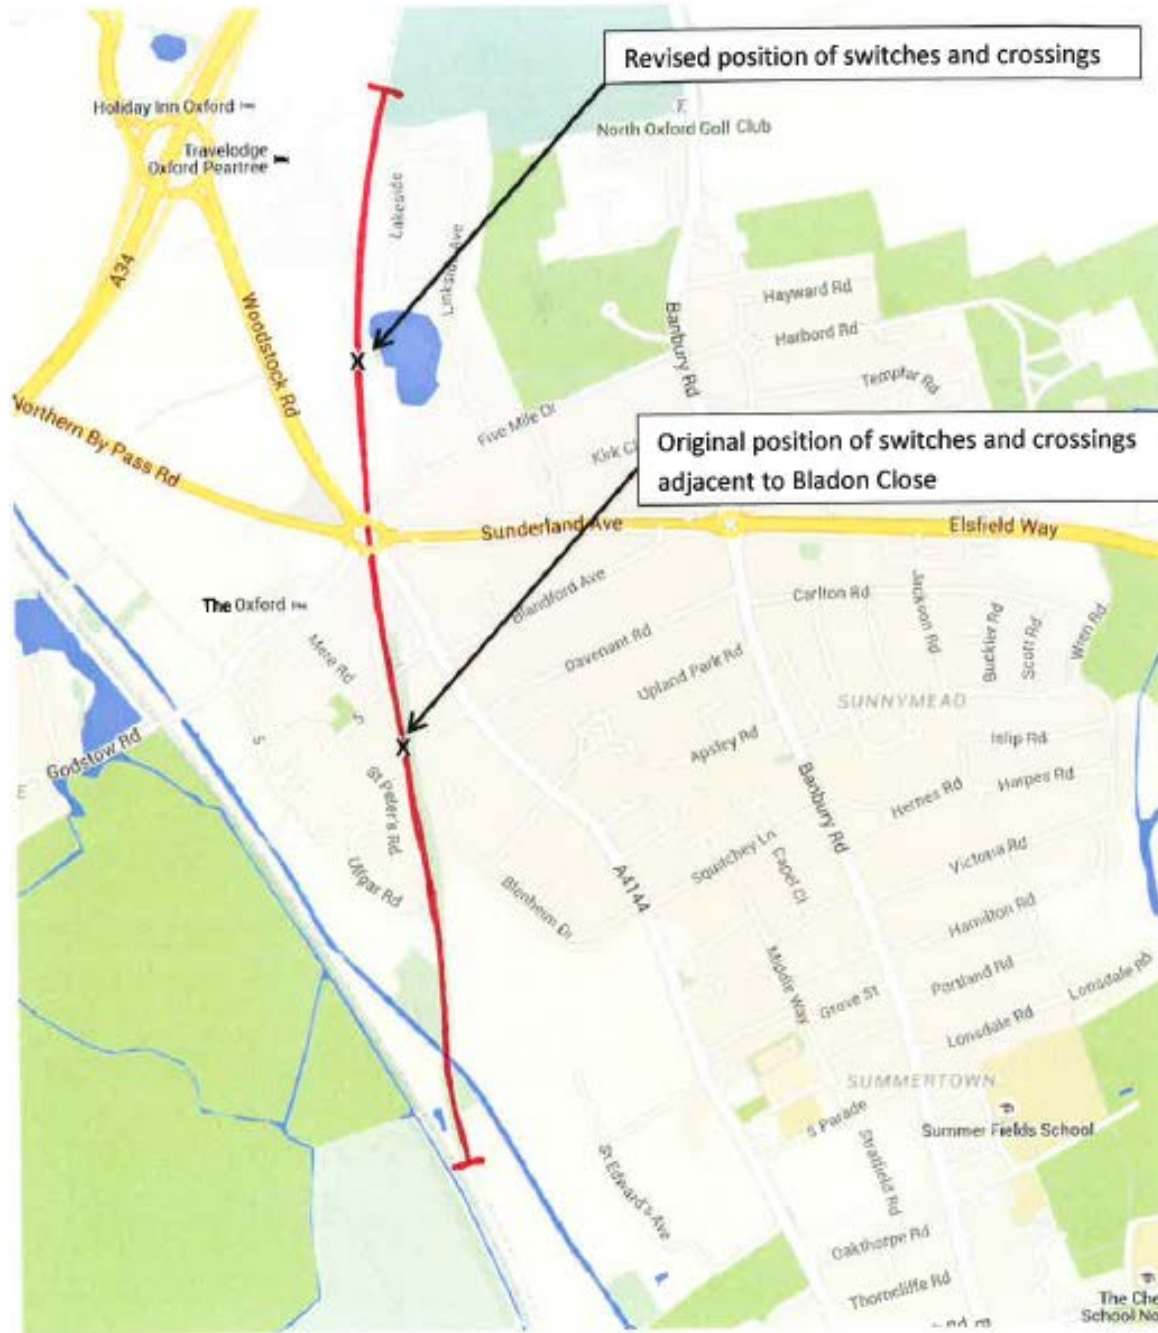 Revised position of switches and crossings
Holiday Inn Oxford
North Oxford Golf Club
Travelodge
Oxford Peartree
Lakeside
Linkside Ave
A34
Woodstock Rd
Hayward Rd
Banbury Rd
Harbord Rd
Templar Rd
Northern By Pass Rd
Five Mile Dr
Kirk Cl
Original position of switches and crossings
adjacent to Bladon Close
X
Sunderland Ave
Elsfield Way
The Oxford
Blandford Ave
Carlton Rd
Jackson Rd
Buckler Rd
Scott Rd
Wren Rd
Mere Rd
Davenant Rd
Upland Park Rd
SUNNYMEAD
S
X
Godstow Rd
S
Apsley Rd
Islip Rd
St Peter's Rd
Banbury Rd
Hernes Rd
Harpes Rd
Ulfgar Rd
Squitchey Ln
Capel Ct
Victoria Rd
Blenheim Dr
A4144
Hamilton Rd
Middle Way
Grove St
Portland Rd
Lonsdale Rd
Lonsdale Rd
SUMMERTOWN
S Parade
Summer Fields School
Stratfield Rd
St Edward's Ave
Oakthorpe Rd
Thorncliffe Rd
The Che
School No